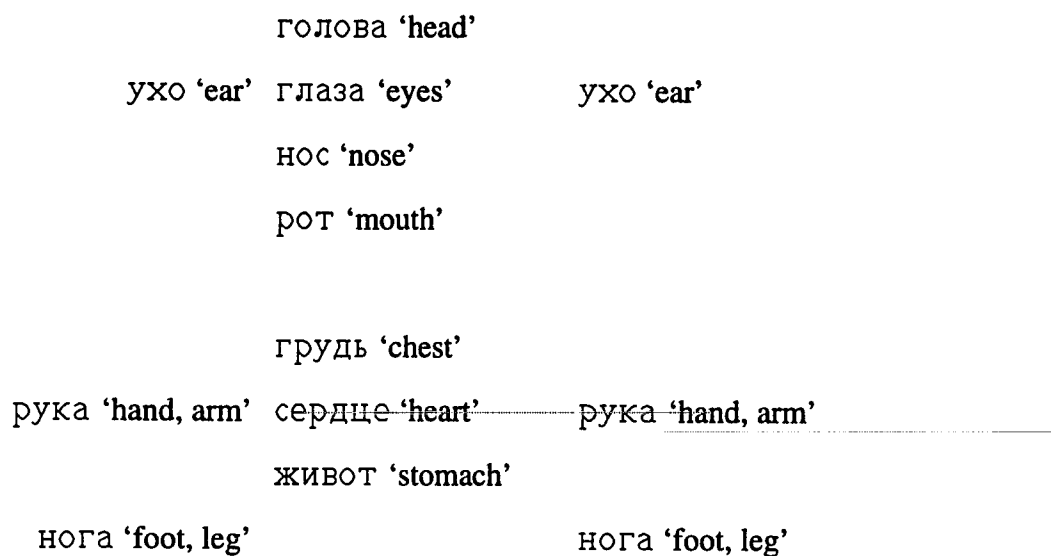 голова ‘head’
ухо ‘ear’ глаза ‘eyes’ ухо ‘ear’
нос ‘nose’
рот ‘mouth’
грудь ‘chest’
рука ‘hand, arm’ сердце ‘heart’ рука ‘hand, arm’
живот ‘stomach’
нога ‘foot, leg’ нога ‘foot, leg’